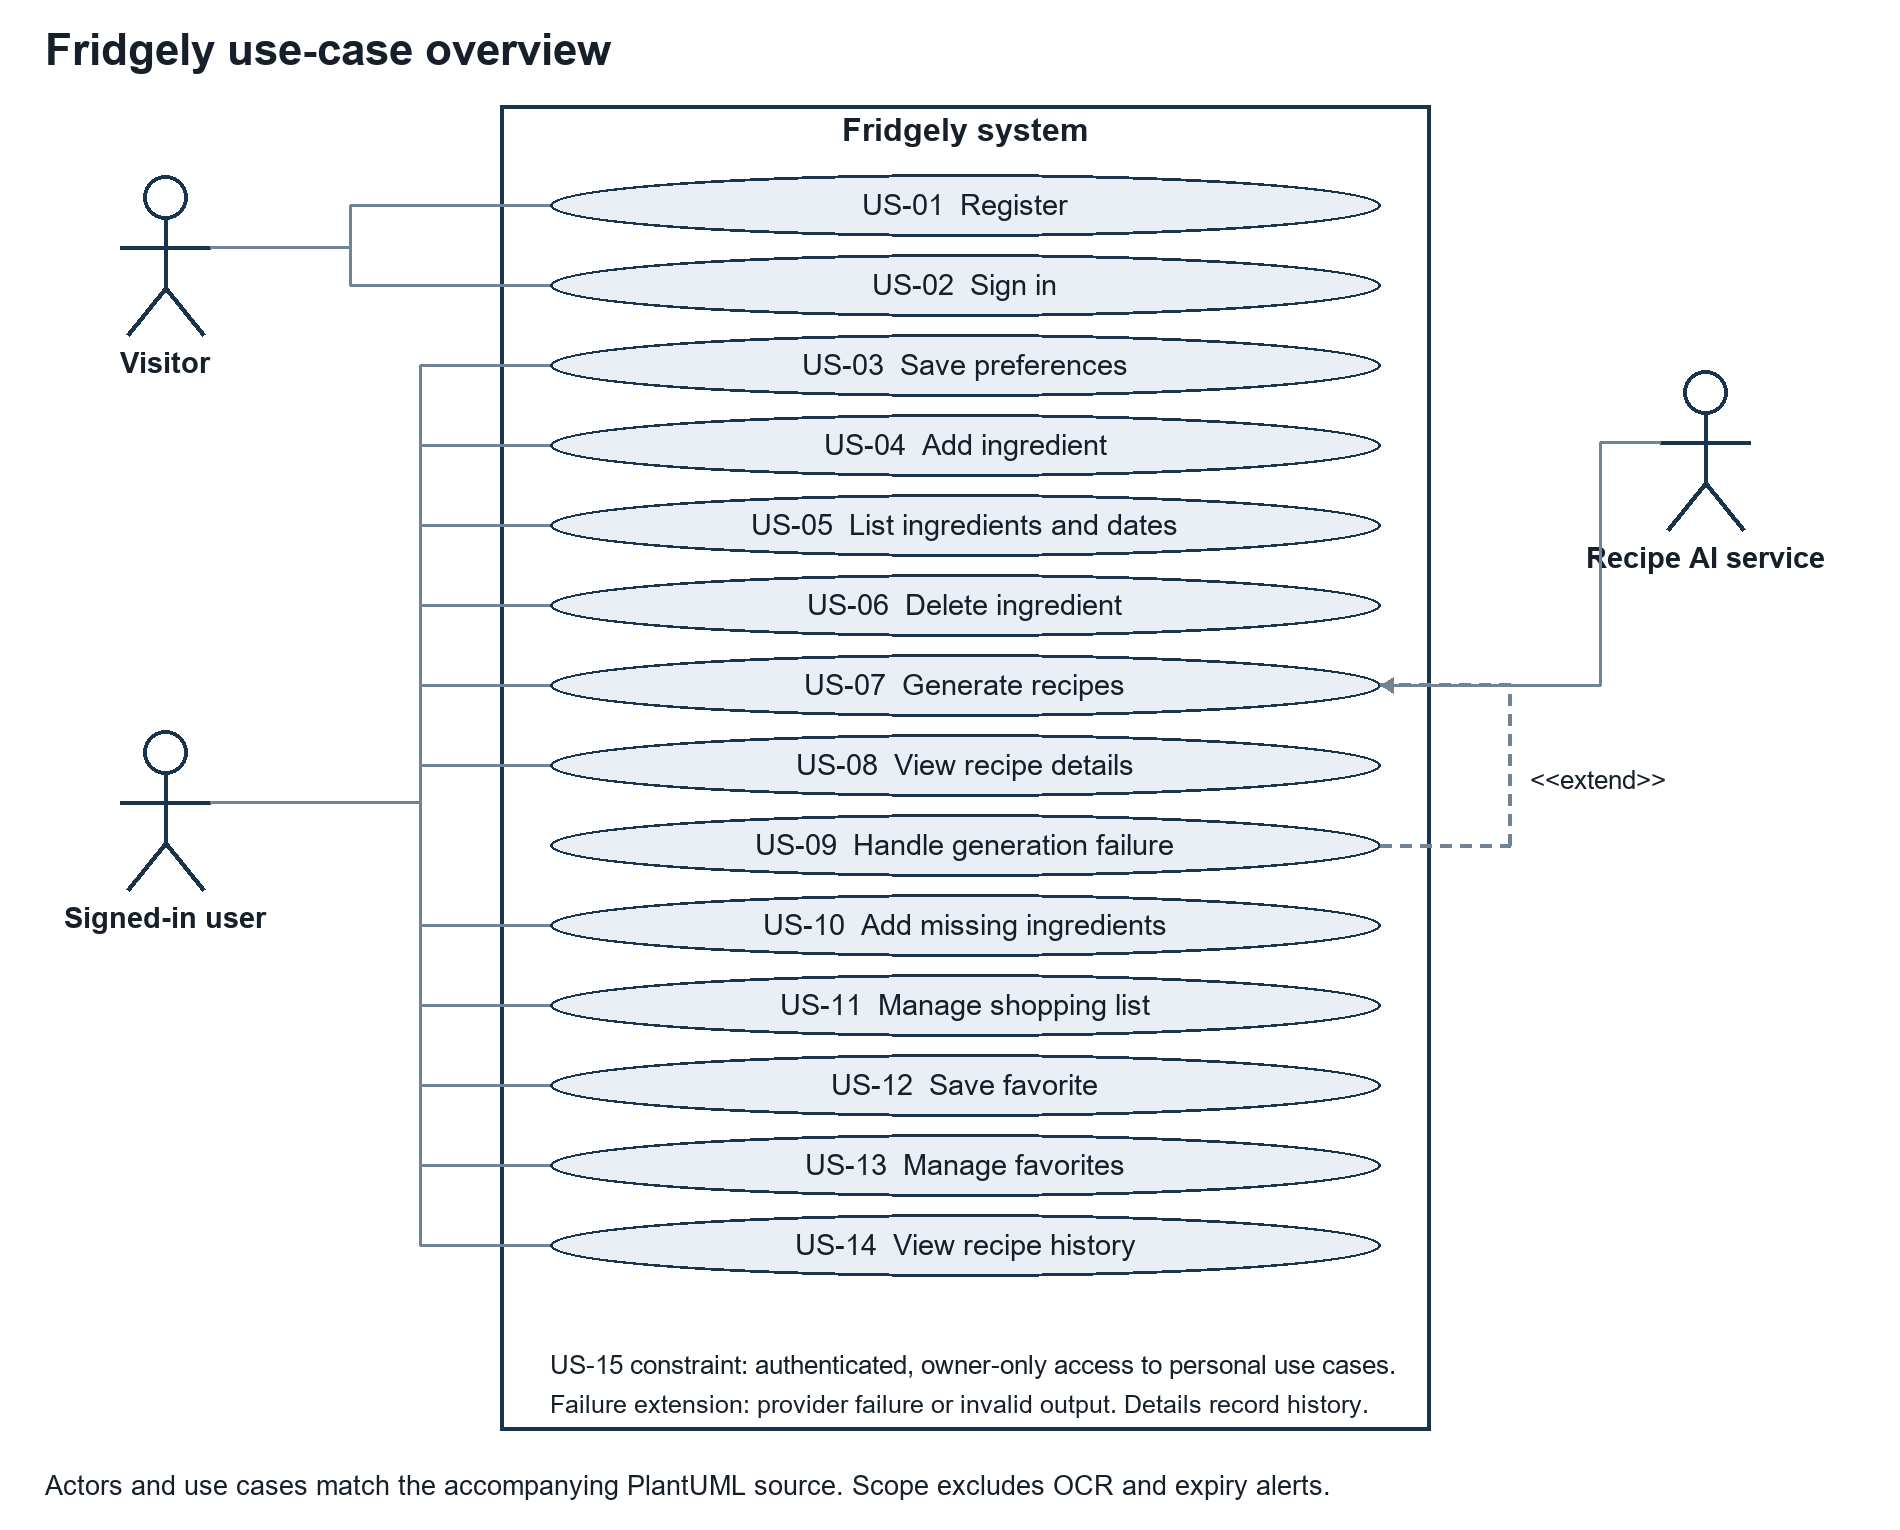 Fridgely use-case overview
Fridgely system
US-01 Register
US-02 Sign in
Visitor
US-03 Save preferences
US-04 Add ingredient
US-05 List ingredients and dates
Recipe AI service
US-06 Delete ingredient
US-07 Generate recipes
US-08 View recipe details
<<extend>>
US-09 Handle generation failure
Signed-in user
US-10 Add missing ingredients
US-11 Manage shopping list
US-12 Save favorite
US-13 Manage favorites
US-14 View recipe history
US-15 constraint: authenticated, owner-only access to personal use cases.
Failure extension: provider failure or invalid output. Details record history.
Actors and use cases match the accompanying PlantUML source. Scope excludes OCR and expiry alerts.